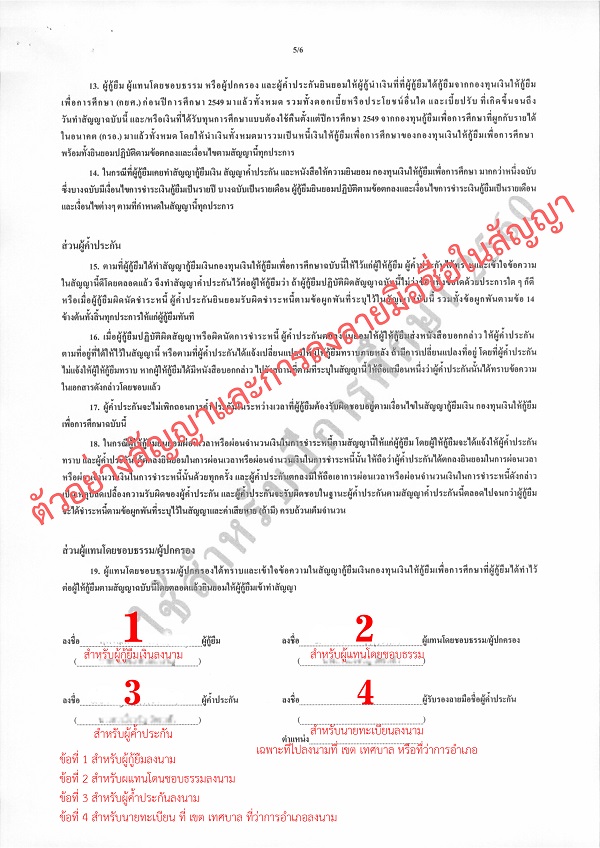 5/6
13. ผู้กู้ยืม ผู้แทนโดยชอบธรรม หรือผู้ปกครอง และผู้ค้ำประกันยินยอมให้ผู้กู้นำเงินที่ที่ผู้กู้ยืมได้กู้ยืมจากกองทุนเงินให้กู้ยืม
เพื่อการศึกษา (กยศ.) ก่อนปีการศึกษา 2549 มาแล้วทั้งหมด รวมทั้งดอกเบี้ยหรือประโยชน์อื่นใด และเบี้ยปรับ ที่เกิดขึ้นจนถึง
วันทำสัญญาฉบับนี้ และ/หรือเงินที่ได้รับทุนการศึกษาแบบต้องใช้คืนตั้งแต่ปีการศึกษา 2549 จากกองทุนเงินกู้ยืมเพื่อการศึกษาที่ผูกกับรายได้
ในอนาคต (กรอ.) มาแล้วทั้งหมด โดยให้นำเงินทั้งหมดมารวมเป็นหนี้เงินให้กู้ยืมเพื่อการศึกษาของกองทุนเงินให้กู้ยืมเพื่อการศึกษา
พร้อมทั้งยินยอมปฏิบัติตามข้อตกลงและเงื่อนไขตามสัญญานี้ทุกประการ
14. ในกรณีที่ผู้กู้ยืมเคยทำสัญญากู้ยืมเงิน สัญญาค้ำประกัน และหนังสือให้ความยินยอม กองทุนเงินให้กู้ยืมเพื่อการศึกษา มากกว่าหนึ่งฉบับ
ซึ่งบางฉบับมีเงื่อนไขการชำระเงินกู้ยืมเป็นรายปี บางฉบับเป็นรายเดือน ผู้กู้ยืมยินยอมปฏิบัติตามข้อตกลงและเงื่อนไขการชำระเงินกู้ยืมเป็นรายเดือน
และเงื่อนไขต่างๆ ตามที่กำหนดในสัญญานี้ทุกประการ
ส่วนผู้ค้ำประกัน
15. ตามที่ผู้กู้ยืมได้ทำสัญญากู้ยืมเงินกองทุนเงินให้กู้ยืมเพื่อการศึกษาฉบับนี้ให้ไว้แก่ผู้ให้กู้ยืม ผู้ค้ำประกันได้ทราบและเข้าใจข้อความ
ในสัญญานี้ดีโดยตลอดแล้ว จึงทำสัญญาค้ำประกันไว้ต่อผู้ให้กู้ยืมว่า ถ้าผู้กู้ยืมปฏิบัติผิดสัญญาฉบับนี้ไม่ว่าข้อหนึ่งข้อใดด้วยประการใด ๆ ก็ดี
หรือเมื่อผู้กู้ยืมผิดนัดชำระหนี้ ผู้ค้ำประกันยินยอมรับผิดชำระหนี้ตามข้อผูกพันที่ระบุไว้ในสัญญาฉบับนี้ รวมทั้งข้อผูกพันตามข้อ 14
ข้างต้นทั้งสิ้นทุกประการให้แก่ผู้ให้กู้ยืมทันที
16. เมื่อผู้กู้ยืมปฏิบัติผิดสัญญาหรือผิดนัดการชำระหนี้ ผู้ค้ำประกันตกลงยินยอมให้ผู้ให้กู้ยืมส่งหนังสือบอกกล่าว ให้ผู้ค้ำประกัน
ตามที่อยู่ที่ได้ให้ไว้ในสัญญานี้ หรือตามที่ผู้ค้ำประกันได้แจ้งเปลี่ยนแปลงให้ผู้ให้กู้ยืมทราบภายหลัง ถ้ามีการเปลี่ยนแปลงที่อยู่ โดยที่ผู้ค้ำประกัน
ไม่แจ้งให้ผู้ให้กู้ยืมทราบ หากผู้ให้กู้ยืมได้มีหนังสือบอกกล่าว ไปยังสถานที่ตามที่ระบุในสัญญานี้ ให้ถือเสมือนหนึ่งว่าผู้ค้ำประกันนั้นได้ทราบข้อความ
ในเอกสารดังกล่าวโดยชอบแล้ว
17. ผู้ค้ำประกันจะไม่เพิกถอนการค้ำประกันในระหว่างเวลาที่ผู้กู้ยืมต้องรับผิดชอบอยู่ตามเงื่อนไขในสัญญากู้ยืมเงิน กองทุนเงินให้กู้ยืม
เพื่อการศึกษาฉบับนี้
18. ในกรณีที่ผู้ให้กู้ยืมยินยอมผ่อนเวลาหรือผ่อนจำนวนเงินในการชำระหนี้ตามสัญญานี้ให้แก่ผู้กู้ยืม โดยผู้ให้กู้ยืมจะได้แจ้งให้ผู้ค้ำประกัน
ทราบ และผู้ค้ำประกันได้ตกลงยินยอมในการผ่อนเวลาหรือผ่อนจำนวนเงินในการชำระหนี้นั้น ให้ถือว่าผู้ค้ำประกันได้ตกลงยินยอมในการผ่อนเวลา
หรือผ่อนจำนวนเงินในการชำระหนี้นั้นด้วยทุกครั้ง และผู้ค้ำประกันตกลงมิให้ถือเอาการผ่อนเวลาหรือผ่อนจำนวนเงินในการชำระหนี้ดังกล่าว
เป็นเหตุปลดเปลื้องความรับผิดของผู้ค้ำประกัน และผู้ค้ำประกันจะรับผิดชอบในฐานะผู้ค้ำประกันตามสัญญาค้ำประกันนี้ตลอดไปจนกว่าผู้กู้ยืม
จะได้ชำระหนี้ตามข้อผูกพันที่ระบุไว้ในสัญญาและค่าเสียหาย (ถ้ามี) ครบถ้วนเต็มจำนวน
ส่วนผู้แทนโดยชอบธรรม/ผู้ปกครอง
19. ผู้แทนโดยชอบธรรม/ผู้ปกครองได้ทราบและเข้าใจข้อความในสัญญากู้ยืมเงินกองทุนเงินให้กู้ยืมเพื่อการศึกษาที่ผู้กู้ยืมได้ทำไว้
ต่อผู้ให้กู้ยืมตามสัญญาฉบับนี้โดยตลอดแล้วยินยอมให้ผู้กู้ยืมเข้าทำสัญญา
ตัวอย่างสัญญาและการลงลายมือชื่อในสัญญา
ใช้สำหรับปีการศึกษา 2560
ลงชื่อ 1 ผู้กู้ยืม
สำหรับผู้กู้ยืมเงินลงนาม
ลงชื่อ 2 ผู้แทนโดยชอบธรรม/ผู้ปกครอง
สำหรับผู้แทนโดยชอบธรรม
ลงชื่อ 3 ผู้ค้ำประกัน
สำหรับผู้ค้ำประกัน
ลงชื่อ 4 ผู้รับรองลายมือชื่อผู้ค้ำประกัน
สำหรับนายทะเบียนลงนาม
ตำแหน่ง
เฉพาะที่ไปลงนามที่ เขต เทศบาล หรือที่ว่าการอำเภอ
ข้อที่ 1 สำหรับผู้กู้ยืมลงนาม
ข้อที่ 2 สำหรับผแทนโดนชอบธรรมลงนาม
ข้อที่ 3 สำหรับผู้ค้ำประกันลงนาม
ข้อที่ 4 สำหรับนายทะเบียน ที่ เขต เทศบาล ที่ว่าการอำเภอลงนาม